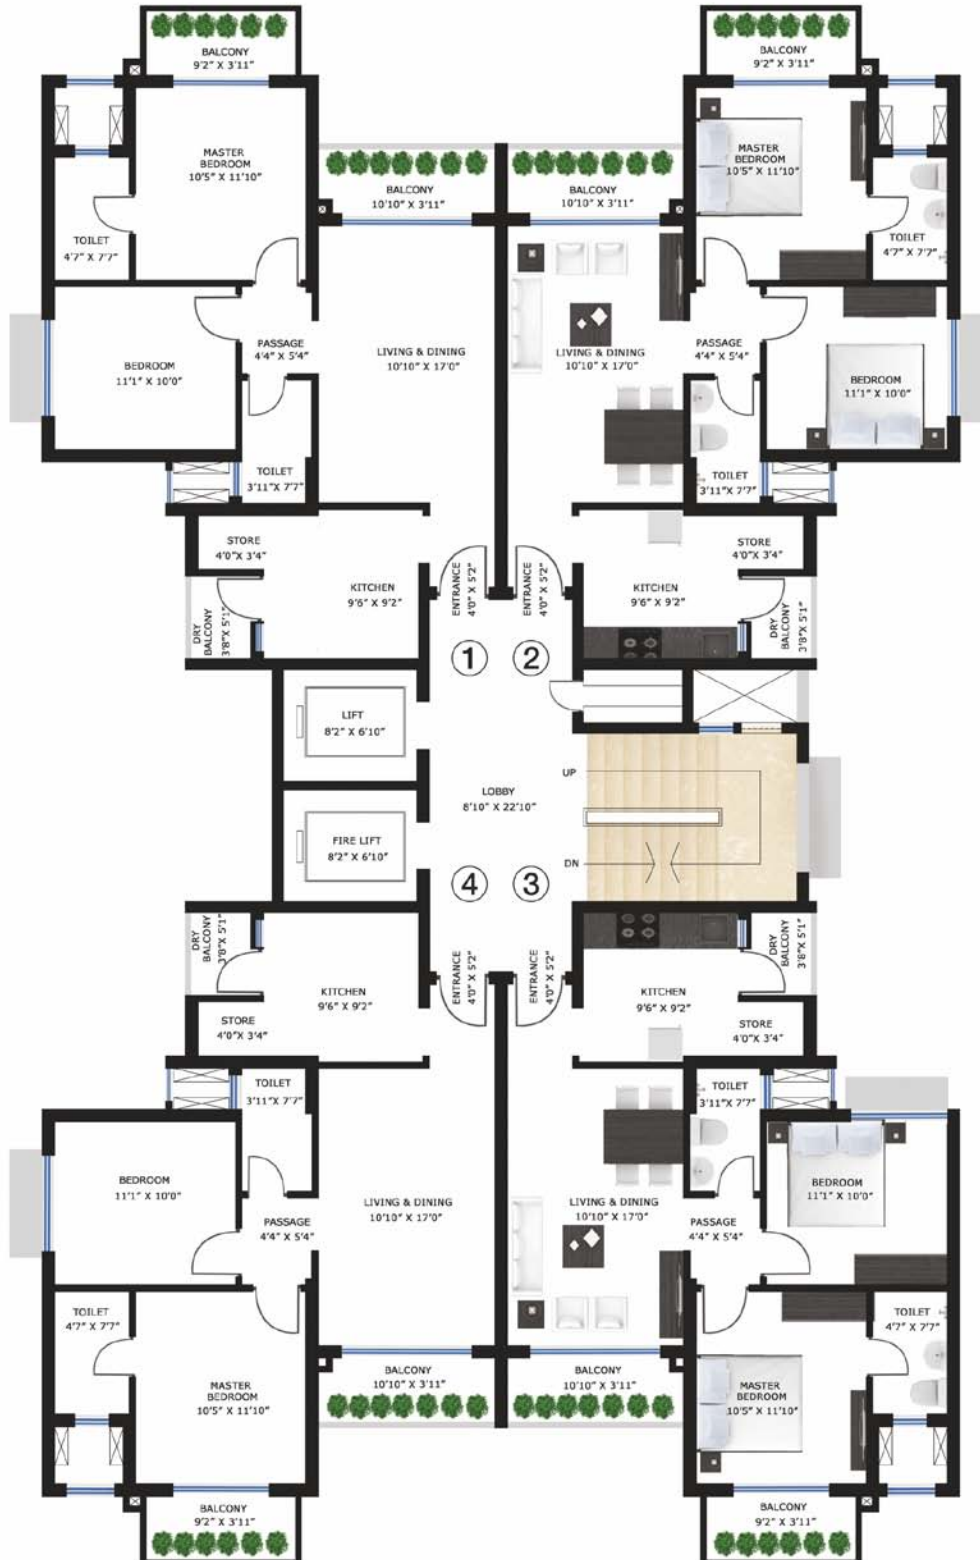 BALCONY
9'2" X 3'11"
BALCONY
9'2" X 3'11"
MASTER
BEDROOM
10'5" X 11'10"
MASTER
BEDROOM
10'5" X 11'10"
BALCONY
10'10" X 3'11"
BALCONY
10'10" X 3'11"
TOILET
4'7" X 7'7"
TOILET
4'7" X 7'7"
PASSAGE
4'4" X 5'4"
LIVING & DINING
10'10" X 17'0"
LIVING & DINING
10'10" X 17'0"
PASSAGE
4'4" X 5'4"
BEDROOM
11'1" X 10'0"
BEDROOM
11'1" X 10'0"
TOILET
3'11" X 7'7"
TOILET
3'11" X 7'7"
STORE
4'0" X 3'4"
STORE
4'0" X 3'4"
KITCHEN
9'6" X 9'2"
ENTRANCE
4'0" X 5'2"
ENTRANCE
4'0" X 5'2"
KITCHEN
9'6" X 9'2"
DRY
BALCONY
3'8" X 5'1"
DRY
BALCONY
3'8" X 5'1"
1
2
LIFT
8'2" X 6'10"
UP
LOBBY
8'10" X 22'10"
FIRE LIFT
8'2" X 6'10"
DN
4
3
DRY
BALCONY
3'8" X 5'1"
DRY
BALCONY
3'8" X 5'1"
ENTRANCE
4'0" X 5'2"
ENTRANCE
4'0" X 5'2"
KITCHEN
9'6" X 9'2"
KITCHEN
9'6" X 9'2"
STORE
4'0" X 3'4"
STORE
4'0" X 3'4"
TOILET
3'11" X 7'7"
TOILET
3'11" X 7'7"
BEDROOM
11'1" X 10'0"
BEDROOM
11'1" X 10'0"
LIVING & DINING
10'10" X 17'0"
LIVING & DINING
10'10" X 17'0"
PASSAGE
4'4" X 5'4"
PASSAGE
4'4" X 5'4"
TOILET
4'7" X 7'7"
TOILET
4'7" X 7'7"
MASTER
BEDROOM
10'5" X 11'10"
BALCONY
10'10" X 3'11"
BALCONY
10'10" X 3'11"
MASTER
BEDROOM
10'5" X 11'10"
BALCONY
9'2" X 3'11"
BALCONY
9'2" X 3'11"